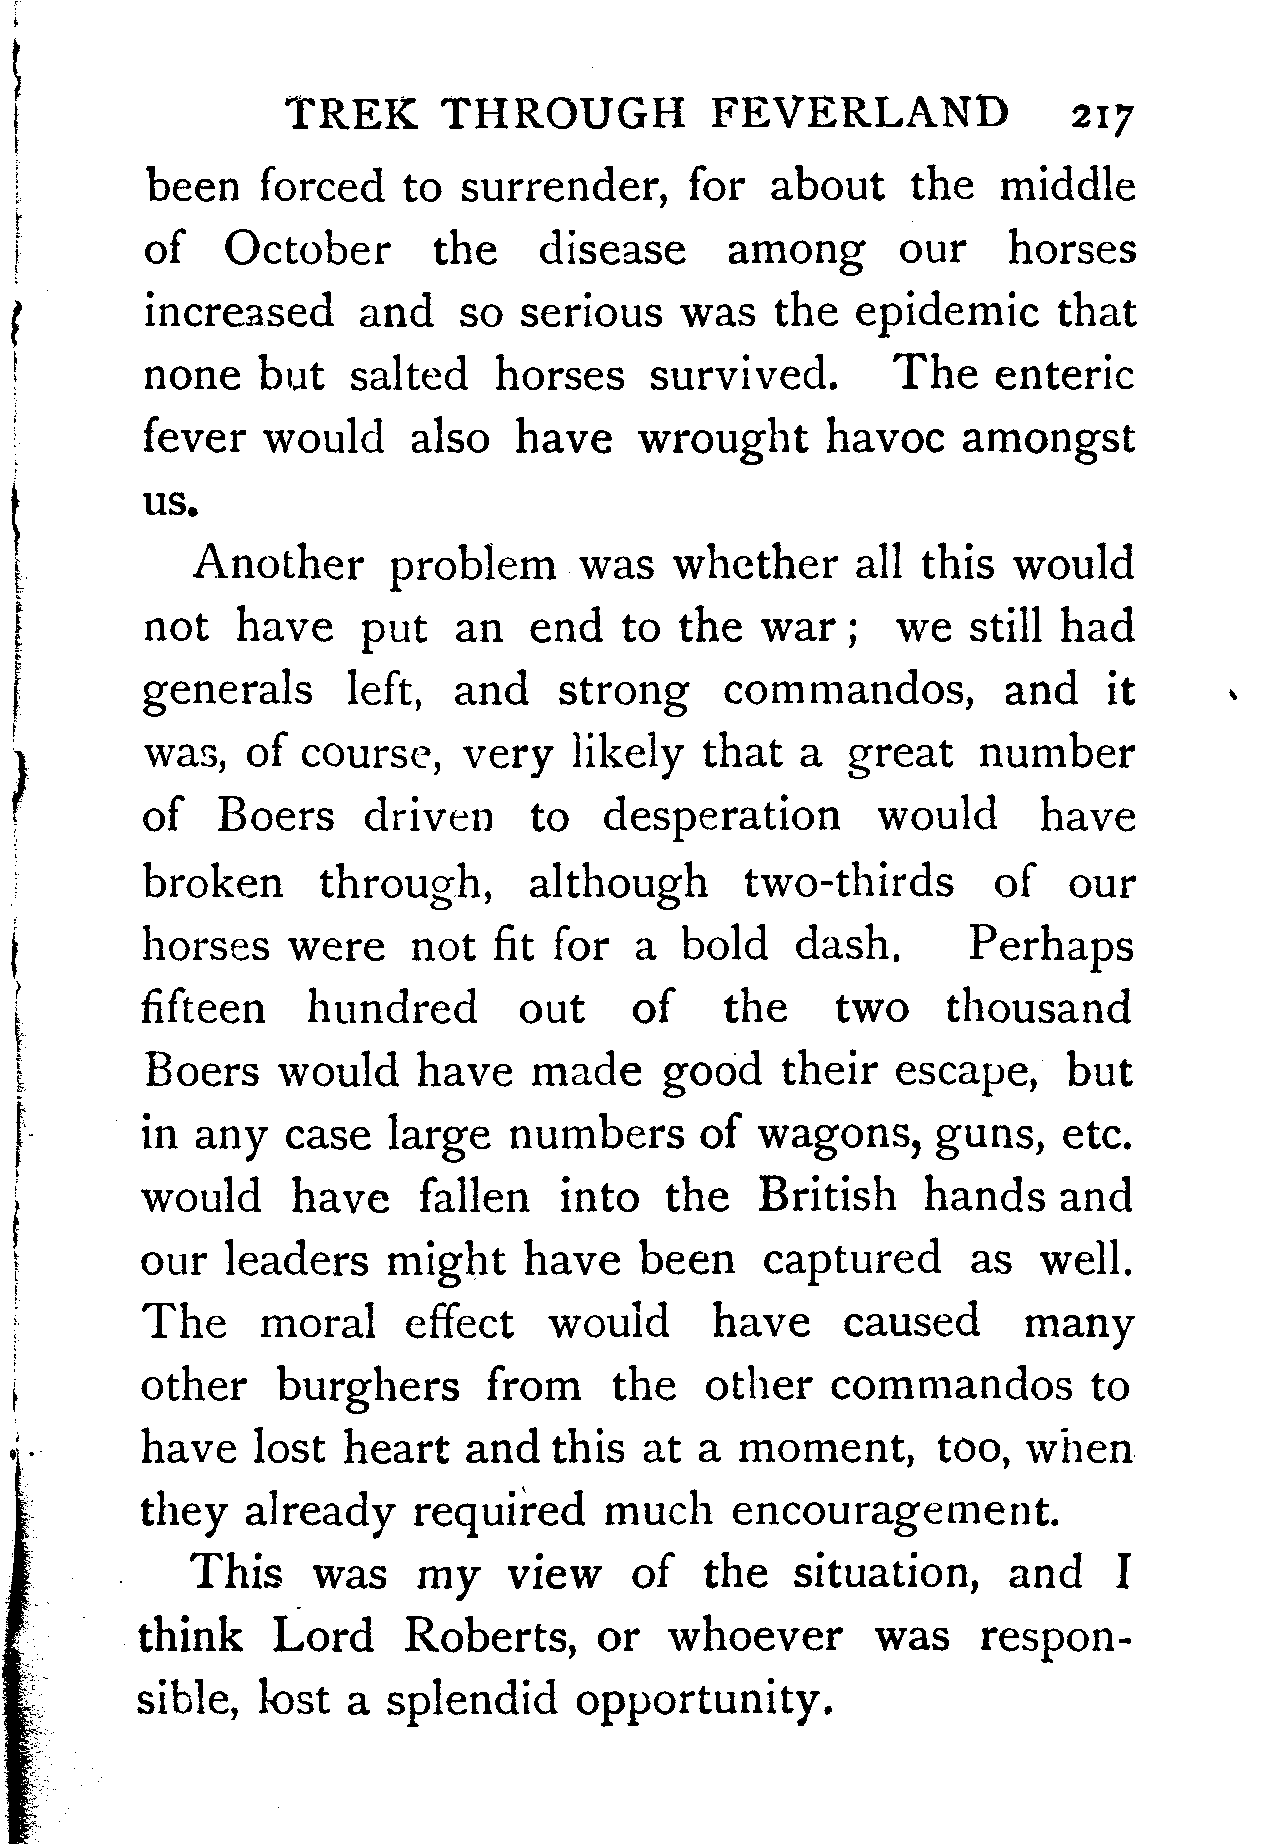 TREK THROUGH FEVERLAND 217
been forced to surrender, for about the middle
of October the disease among our horses
increased and so serious was the epidemic that
none but salted horses survived. The enteric
fever would also have wrought havoc amongst
us.
Another problem was whether all this would
not have put an end to the war; we still had
generals left, and strong commandos, and it
was, of course, very likely that a great number
of Boers driven to desperation would have
broken through, although two-thirds of our
horses were not fit for a bold dash. Perhaps
fifteen hundred out of the two thousand
Boers would have made good their escape, but
in any case large numbers of wagons, guns, etc.
would have fallen into the British hands and
our leaders might have been captured as well.
The moral effect would have caused many
other burghers from the other commandos to
have lost heart and this at a moment, too, when
they already required much encouragement.
This was my view of the situation, and I
think Lord Roberts, or whoever was respon-
sible, lost a splendid opportunity.